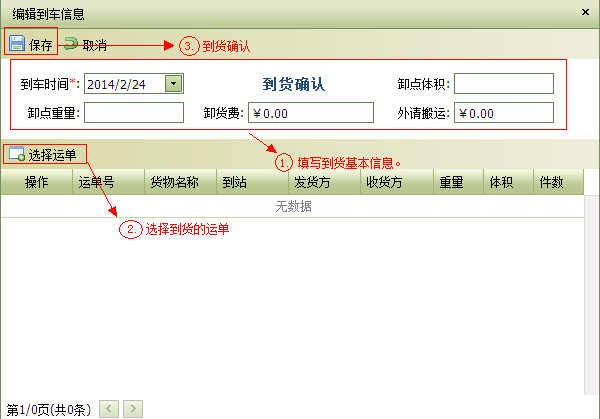 编辑到车信息
保存 取消 3. 到货确认
到车时间*: 2014/2/24 到货确认 卸点体积:
卸点重量: 卸货费: ￥0.00 外请搬运: ￥0.00
选择运单 1. 填写到货基本信息。
操作 运单号 货物名称 到站 发货方 收货方 重量 体积 件数
无数据
2. 选择到货的运单
第1/0页(共0条)